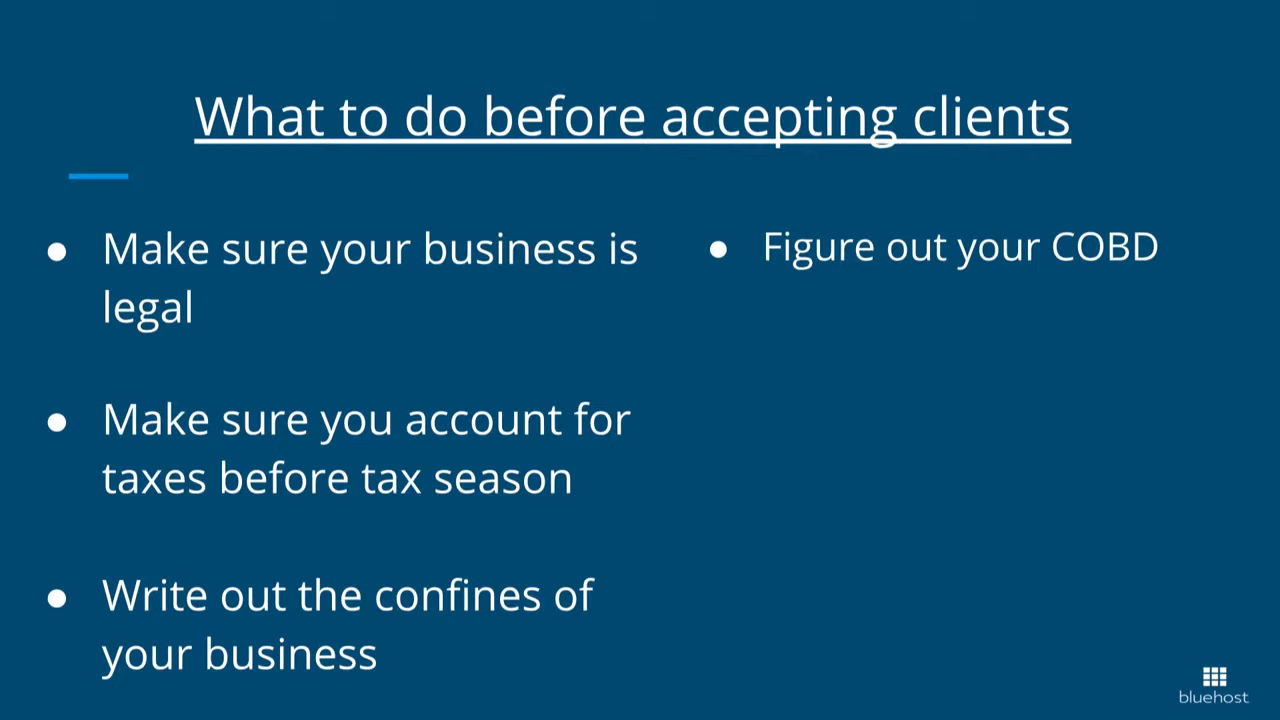 What to do before accepting clients
● Make sure your business is
legal
● Make sure you account for
taxes before tax season
● Write out the confines of
your business
● Figure out your COBD
bluehost